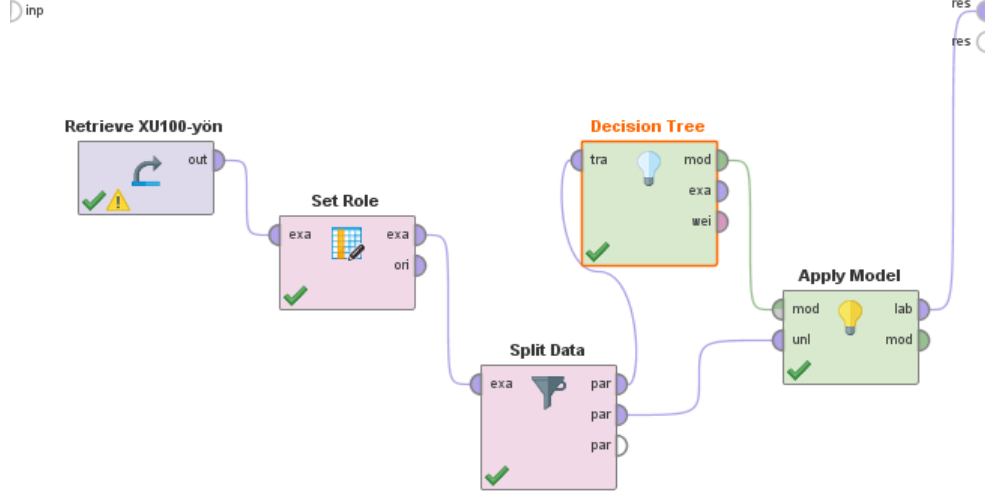 inp
res
res
Retrieve XU100-yön
out
Decision Tree
tra
mod
exa
wei
Set Role
exa
exa
ori
Apply Model
mod
lab
unl
mod
Split Data
exa
par
par
par